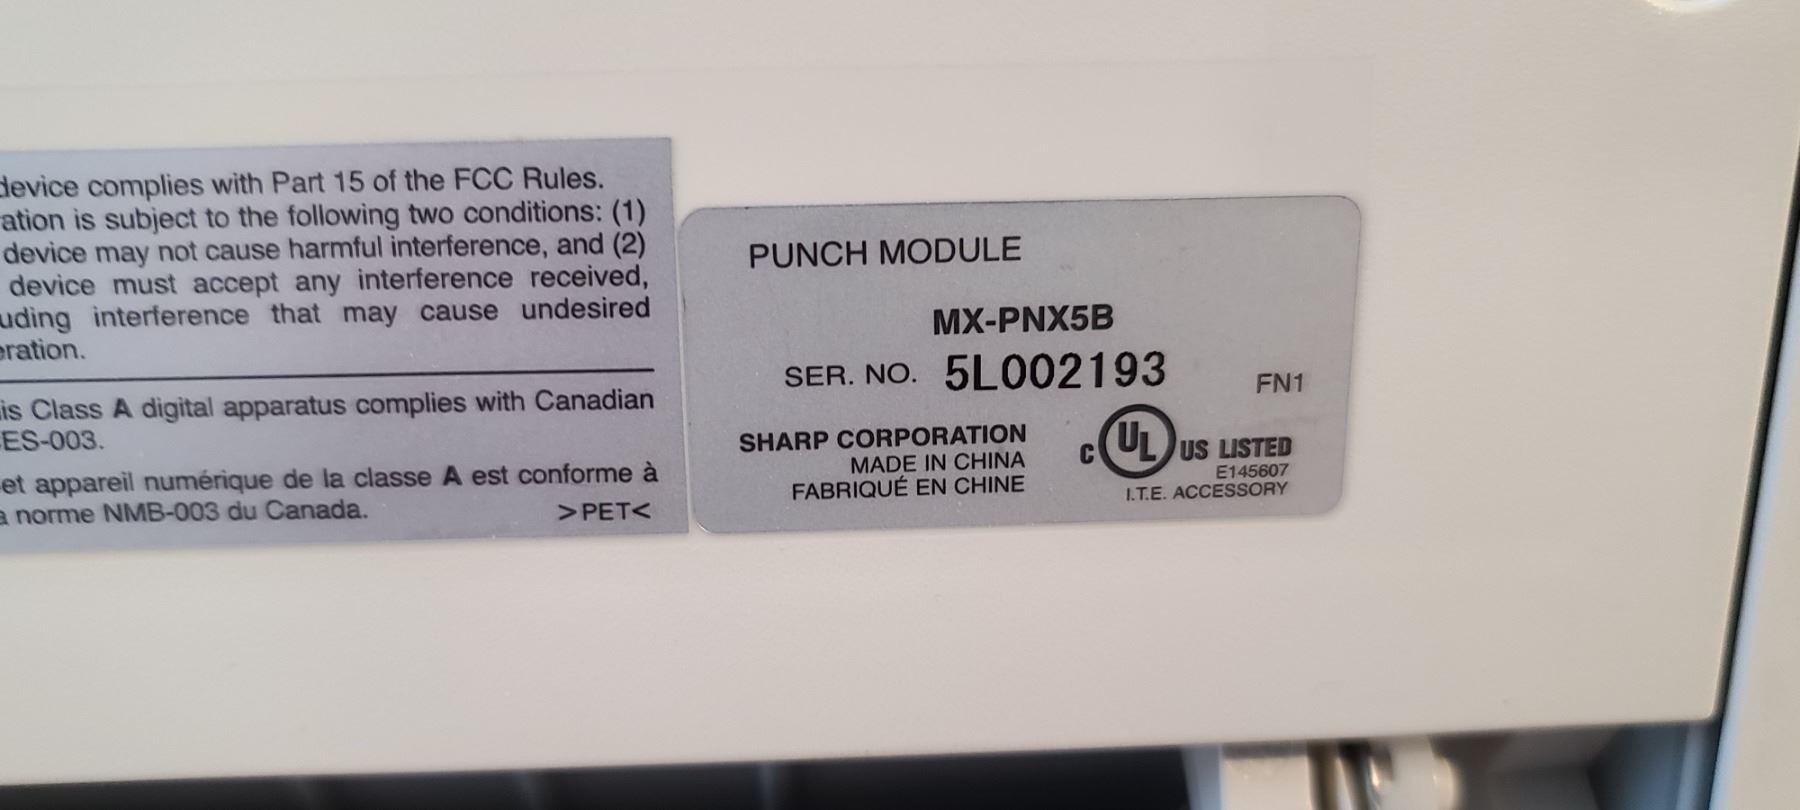 device complies with Part 15 of the FCC Rules.
ation is subject to the following two conditions: (1)
device may not cause harmful interference, and (2)
device must accept any interference received,
uding interference that may cause undesired
eration.
is Class A digital apparatus complies with Canadian
ES-003.
et appareil numérique de la classe A est conforme à
a norme NMB-003 du Canada.
>PET<
PUNCH MODULE
MX-PNX5B
SER. NO. 5L002193
FN1
SHARP CORPORATION
MADE IN CHINA
FABRIQUÉ EN CHINE
C UL US LISTED
E145607
I.T.E. ACCESSORY